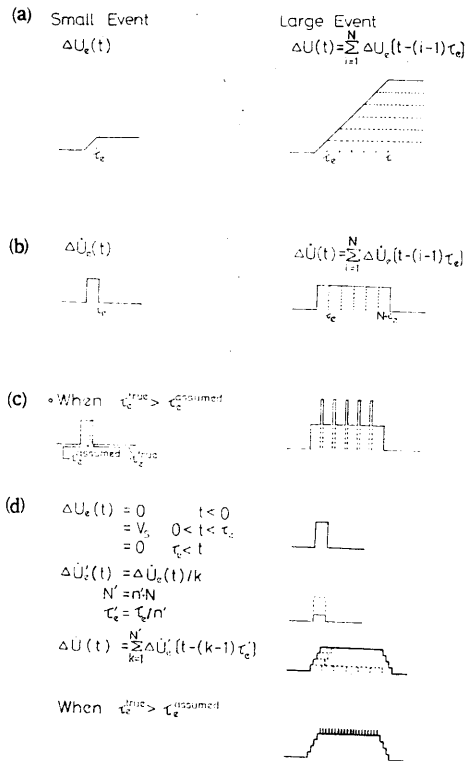 (a) Small Event Large Event
ΔU_e(t) ΔU(t)=∑_{i=1}^{N} ΔU_e[t-(i-1)τ_e]
τ_e τ_e τ
(b) ΔU̇_e(t) ΔU̇(t)=∑_{i=1}^{N} ΔU̇_e[t-(i-1)τ_e]
τ_e τ_e N·τ_e
(c) •When τ_e^{true} > τ_e^{assumed}
τ_e^{assumed} τ_e^{true}
(d) ΔU_e(t) = 0 t<0
= V_s 0<t<τ_e
= 0 τ_e<t
ΔU̇'_e(t) = ΔU̇_e(t)/k
N' = n'·N
τ'_e = τ_e/n'
ΔU̇(t) = ∑_{k=1}^{N'} ΔU̇'_e[t-(k-1)τ'_e]
When τ_e^{true} > τ_e^{assumed}